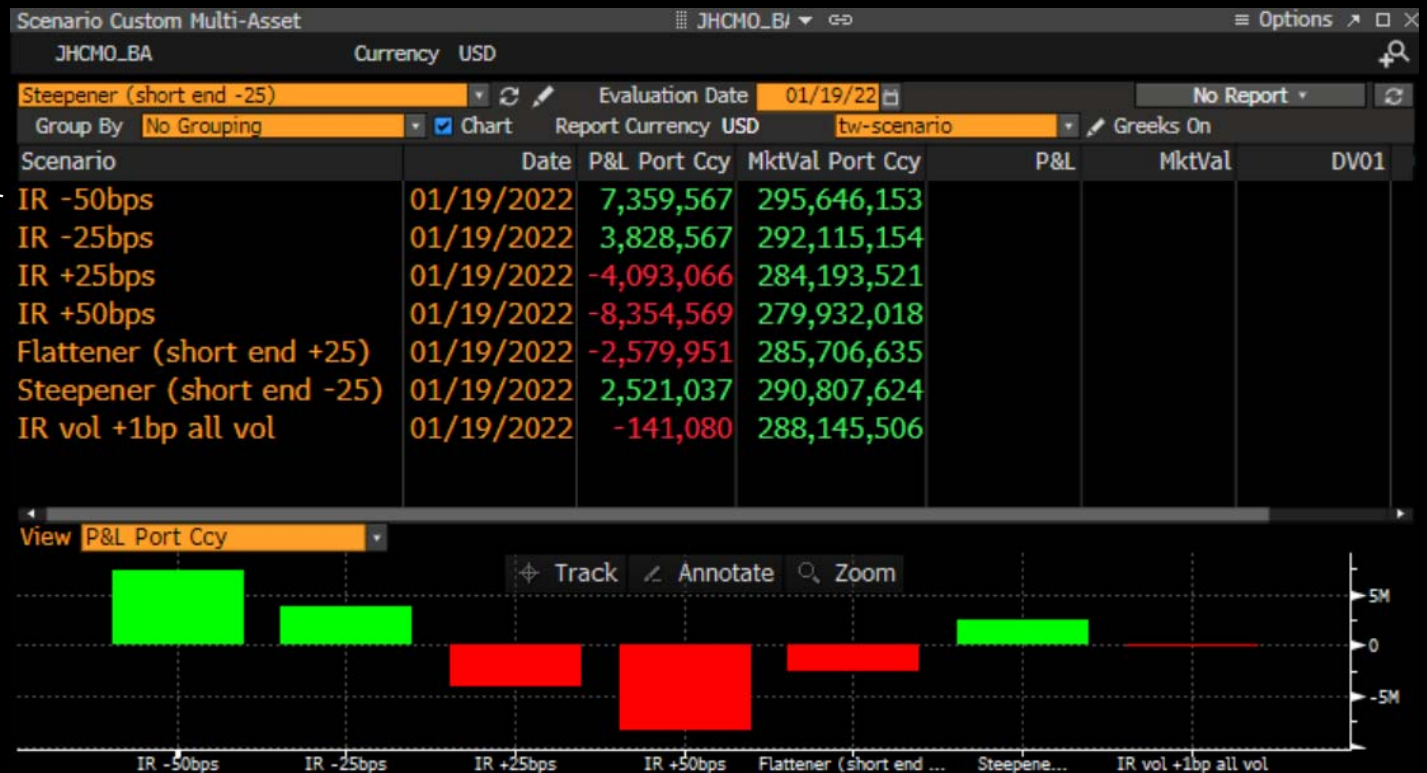 Scenario Custom Multi-Asset JHCMO_B/ Options
JHCMO_BA Currency USD
Steepener (short end -25) Evaluation Date 01/19/22 No Report
Group By No Grouping Chart Report Currency USD tw-scenario Greeks On
Scenario Date P&L Port Ccy MktVal Port Ccy P&L MktVal DV01
IR -50bps 01/19/2022 7,359,567 295,646,153
IR -25bps 01/19/2022 3,828,567 292,115,154
IR +25bps 01/19/2022 -4,093,066 284,193,521
IR +50bps 01/19/2022 -8,354,569 279,932,018
Flattener (short end +25) 01/19/2022 -2,579,951 285,706,635
Steepener (short end -25) 01/19/2022 2,521,037 290,807,624
IR vol +1bp all vol 01/19/2022 -141,080 288,145,506
View P&L Port Ccy
Track Annotate Zoom
5M
0
-5M
IR -50bps IR -25bps IR +25bps IR +50bps Flattener (short end ... Steepene... IR vol +1bp all vol